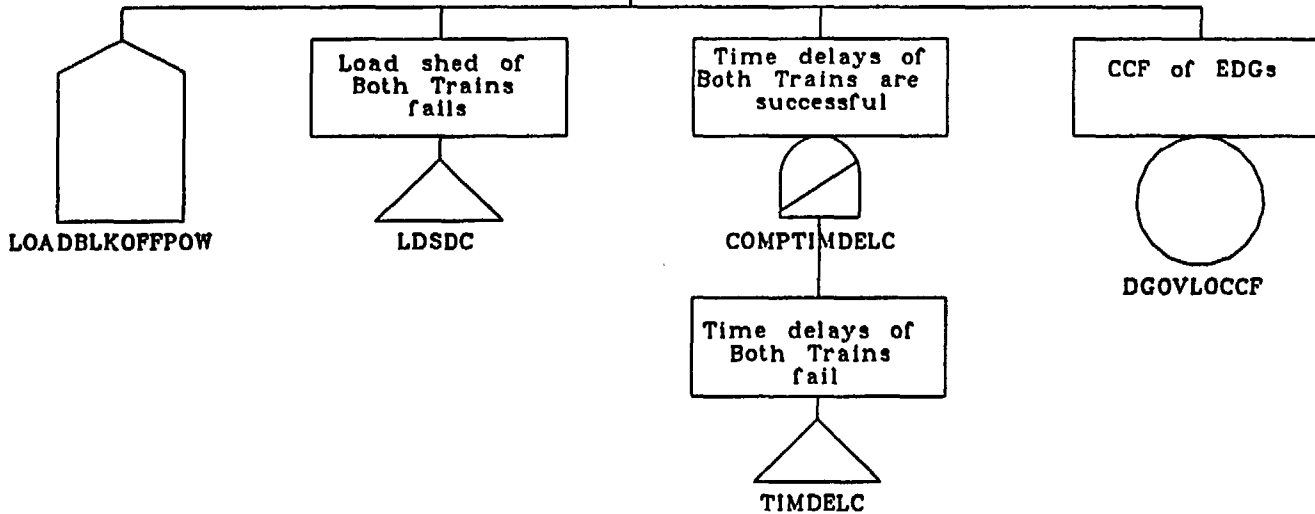 Load shed of
Both Trains
fails
Time delays of
Both Trains are
successful
CCF of EDGs
LOADBLKOFFPOW
LDSDC
COMPTIMDELC
DGOVLOCCF
Time delays of
Both Trains
fail
TIMDELC